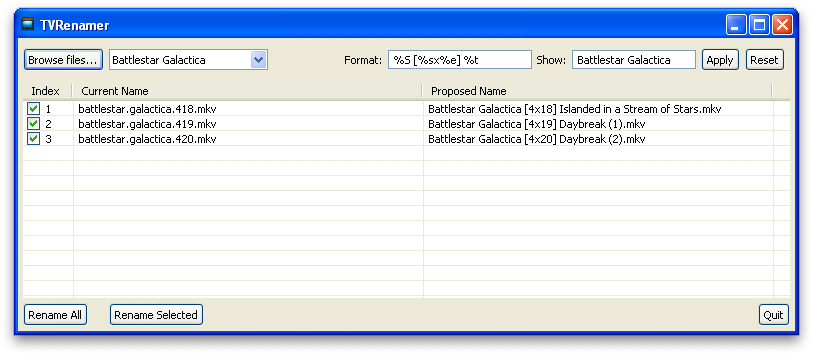 TVRenamer
Browse files... Battlestar Galactica Format: %S [%sx%e] %t Show: Battlestar Galactica Apply Reset
Index Current Name Proposed Name
1 battlestar.galactica.418.mkv Battlestar Galactica [4x18] Islanded in a Stream of Stars.mkv
2 battlestar.galactica.419.mkv Battlestar Galactica [4x19] Daybreak (1).mkv
3 battlestar.galactica.420.mkv Battlestar Galactica [4x20] Daybreak (2).mkv
Rename All Rename Selected Quit